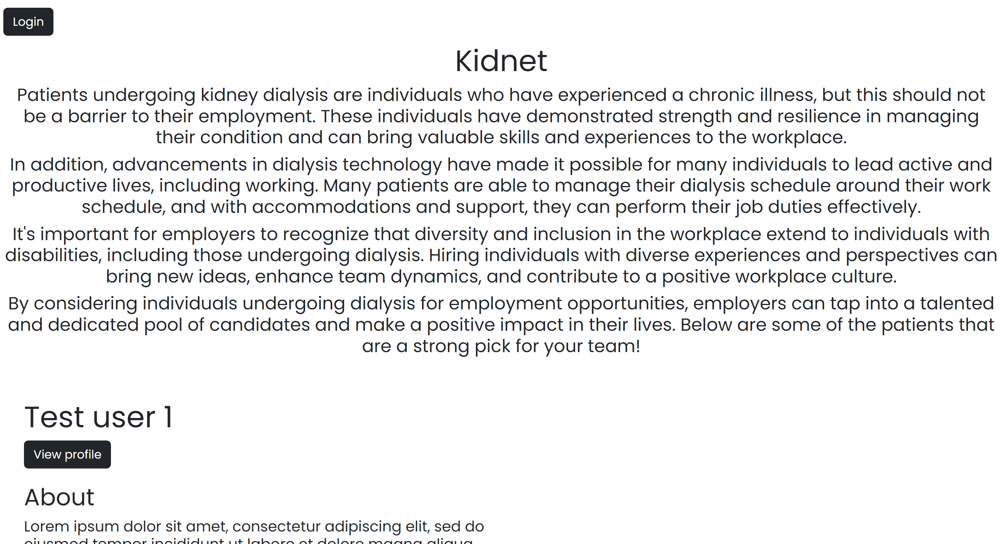 Login
Kidnet
Patients undergoing kidney dialysis are individuals who have experienced a chronic illness, but this should not
be a barrier to their employment. These individuals have demonstrated strength and resilience in managing
their condition and can bring valuable skills and experiences to the workplace.
In addition, advancements in dialysis technology have made it possible for many individuals to lead active and
productive lives, including working. Many patients are able to manage their dialysis schedule around their work
schedule, and with accommodations and support, they can perform their job duties effectively.
It's important for employers to recognize that diversity and inclusion in the workplace extend to individuals with
disabilities, including those undergoing dialysis. Hiring individuals with diverse experiences and perspectives can
bring new ideas, enhance team dynamics, and contribute to a positive workplace culture.
By considering individuals undergoing dialysis for employment opportunities, employers can tap into a talented
and dedicated pool of candidates and make a positive impact in their lives. Below are some of the patients that
are a strong pick for your team!
Test user 1
View profile
About
Lorem ipsum dolor sit amet, consectetur adipiscing elit, sed do
eiusmod tempor incididunt ut labore et dolore magna aliqua.